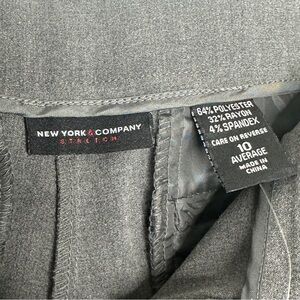 NEW YORK & COMPANY
STRETCH
64% POLYESTER
32% RAYON
4% SPANDEX
CARE ON REVERSE
10
AVERAGE
MADE IN
CHINA